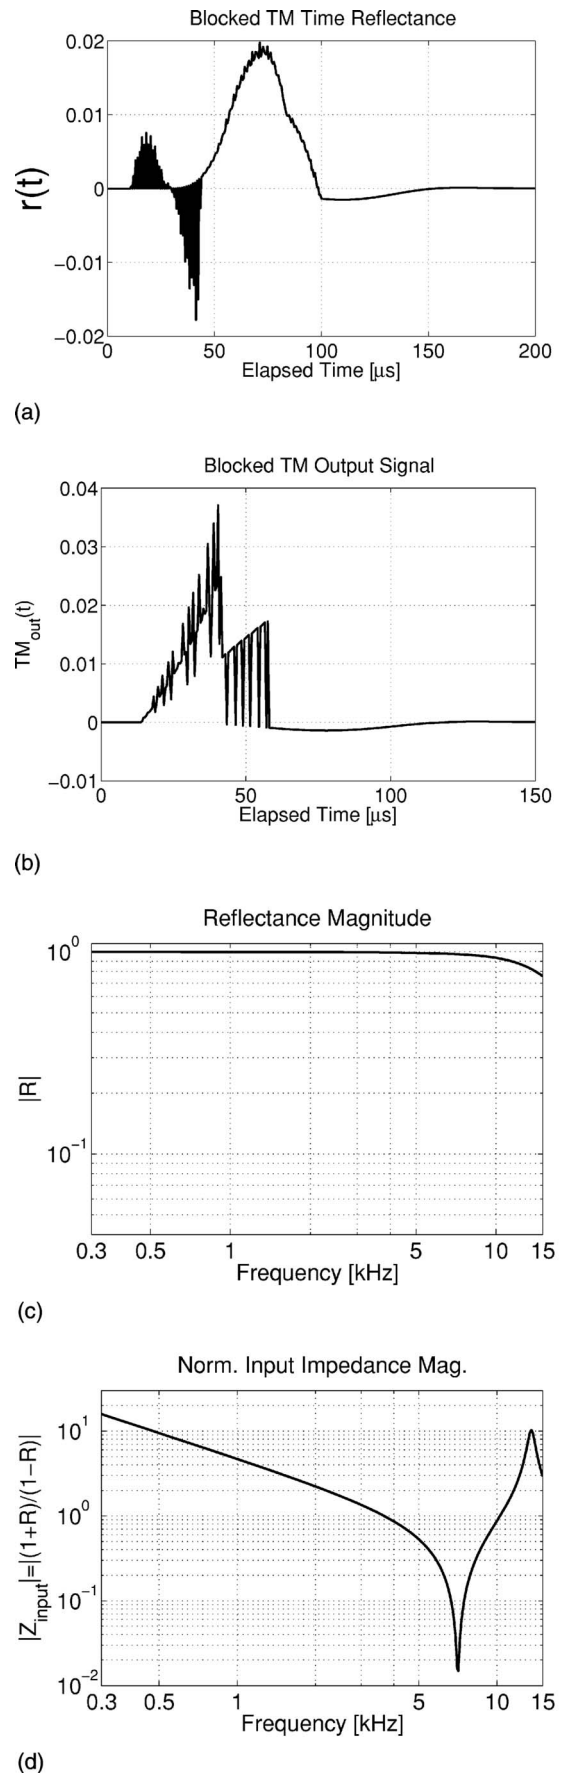 Blocked TM Time Reflectance
0.02
0.01
0
−0.01
−0.02
r(t)
0 50 100 150 200
Elapsed Time [μs]
(a)
Blocked TM Output Signal
0.04
0.03
0.02
0.01
0
−0.01
TM_out(t)
0 50 100 150
Elapsed Time [μs]
(b)
Reflectance Magnitude
10^0
10^−1
|R|
0.3 0.5 1 5 10 15
Frequency [kHz]
(c)
Norm. Input Impedance Mag.
10^1
10^0
10^−1
10^−2
|Z_input|=|(1+R)/(1−R)|
0.3 0.5 1 5 10 15
Frequency [kHz]
(d)